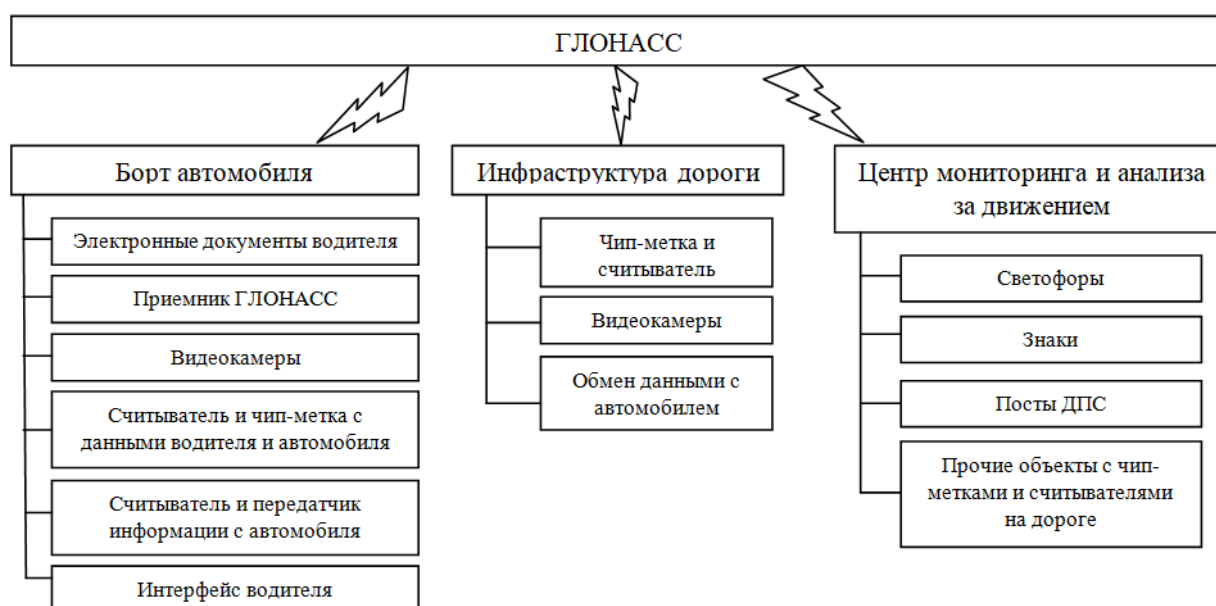 ГЛОНАСС
Борт автомобиля
Электронные документы водителя
Приемник ГЛОНАСС
Видеокамеры
Считыватель и чип-метка с
данными водителя и автомобиля
Считыватель и передатчик
информации с автомобиля
Интерфейс водителя
Инфраструктура дороги
Чип-метка и
считыватель
Видеокамеры
Обмен данными с
автомобилем
Центр мониторинга и анализа
за движением
Светофоры
Знаки
Посты ДПС
Прочие объекты с чип-
метками и считывателями
на дороге